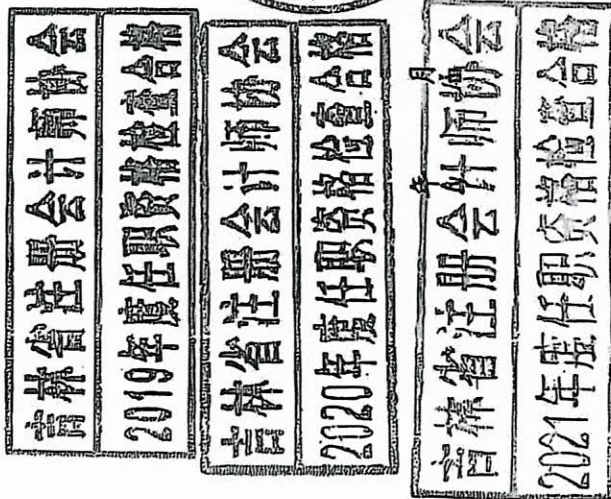 吉林省注册会计师协会
2019年度任职资格检查合格
吉林省注册会计师协会
2020年度任职资格检查合格
年 月
吉林省注册会计师协会
2021年度任职资格检查合格